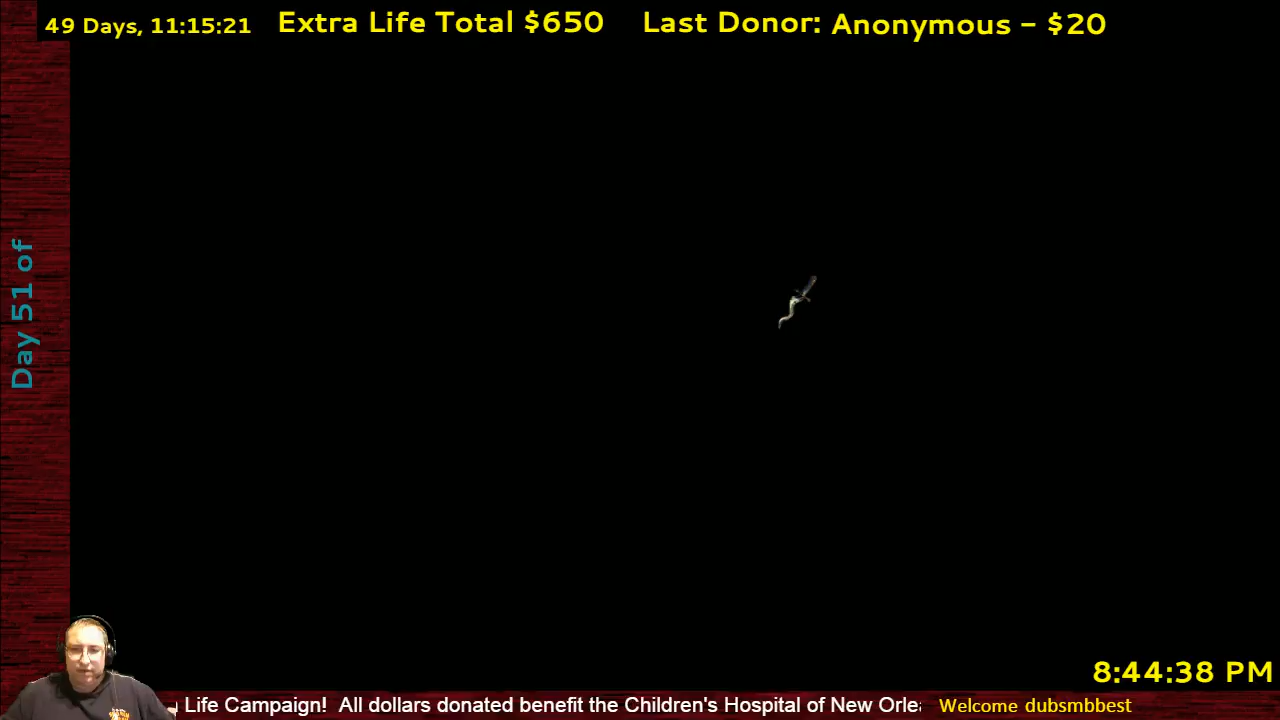 49 Days, 11:15:21
Extra Life Total $650
Last Donor: Anonymous - $20
Day 51 of
8:44:38 PM
Life Campaign! All dollars donated benefit the Children's Hospital of New Orle
Welcome dubsmbbest